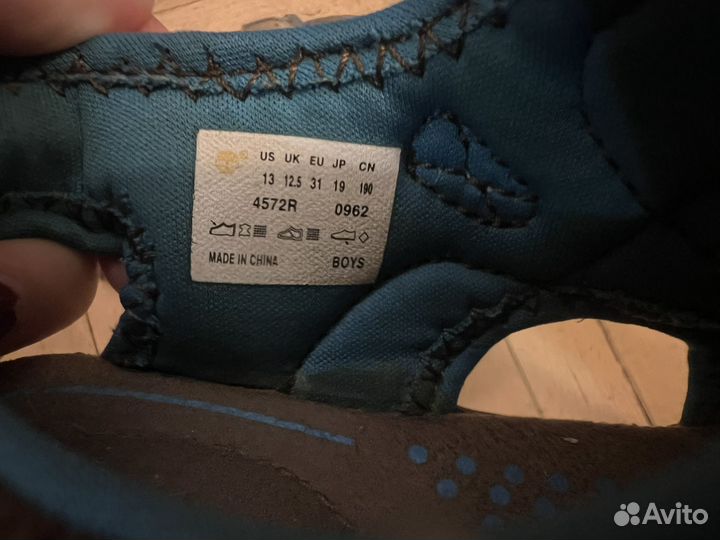 US UK EU JP CN
13 12.5 31 19 190
4572R 0962
MADE IN CHINA BOYS
Avito